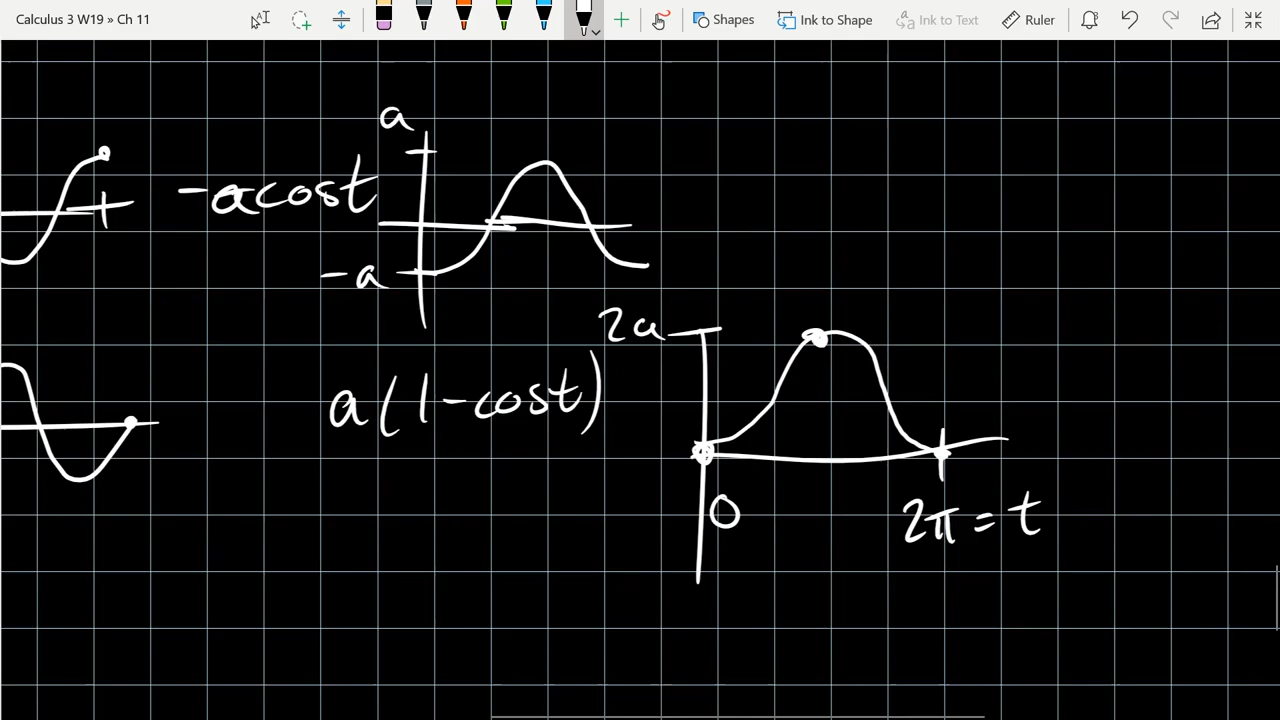 Calculus 3 W19 » Ch 11
Shapes
Ink to Shape
Ink to Text
Ruler
a
-acost
-a
2a
a(1-cost)
0
2π=t